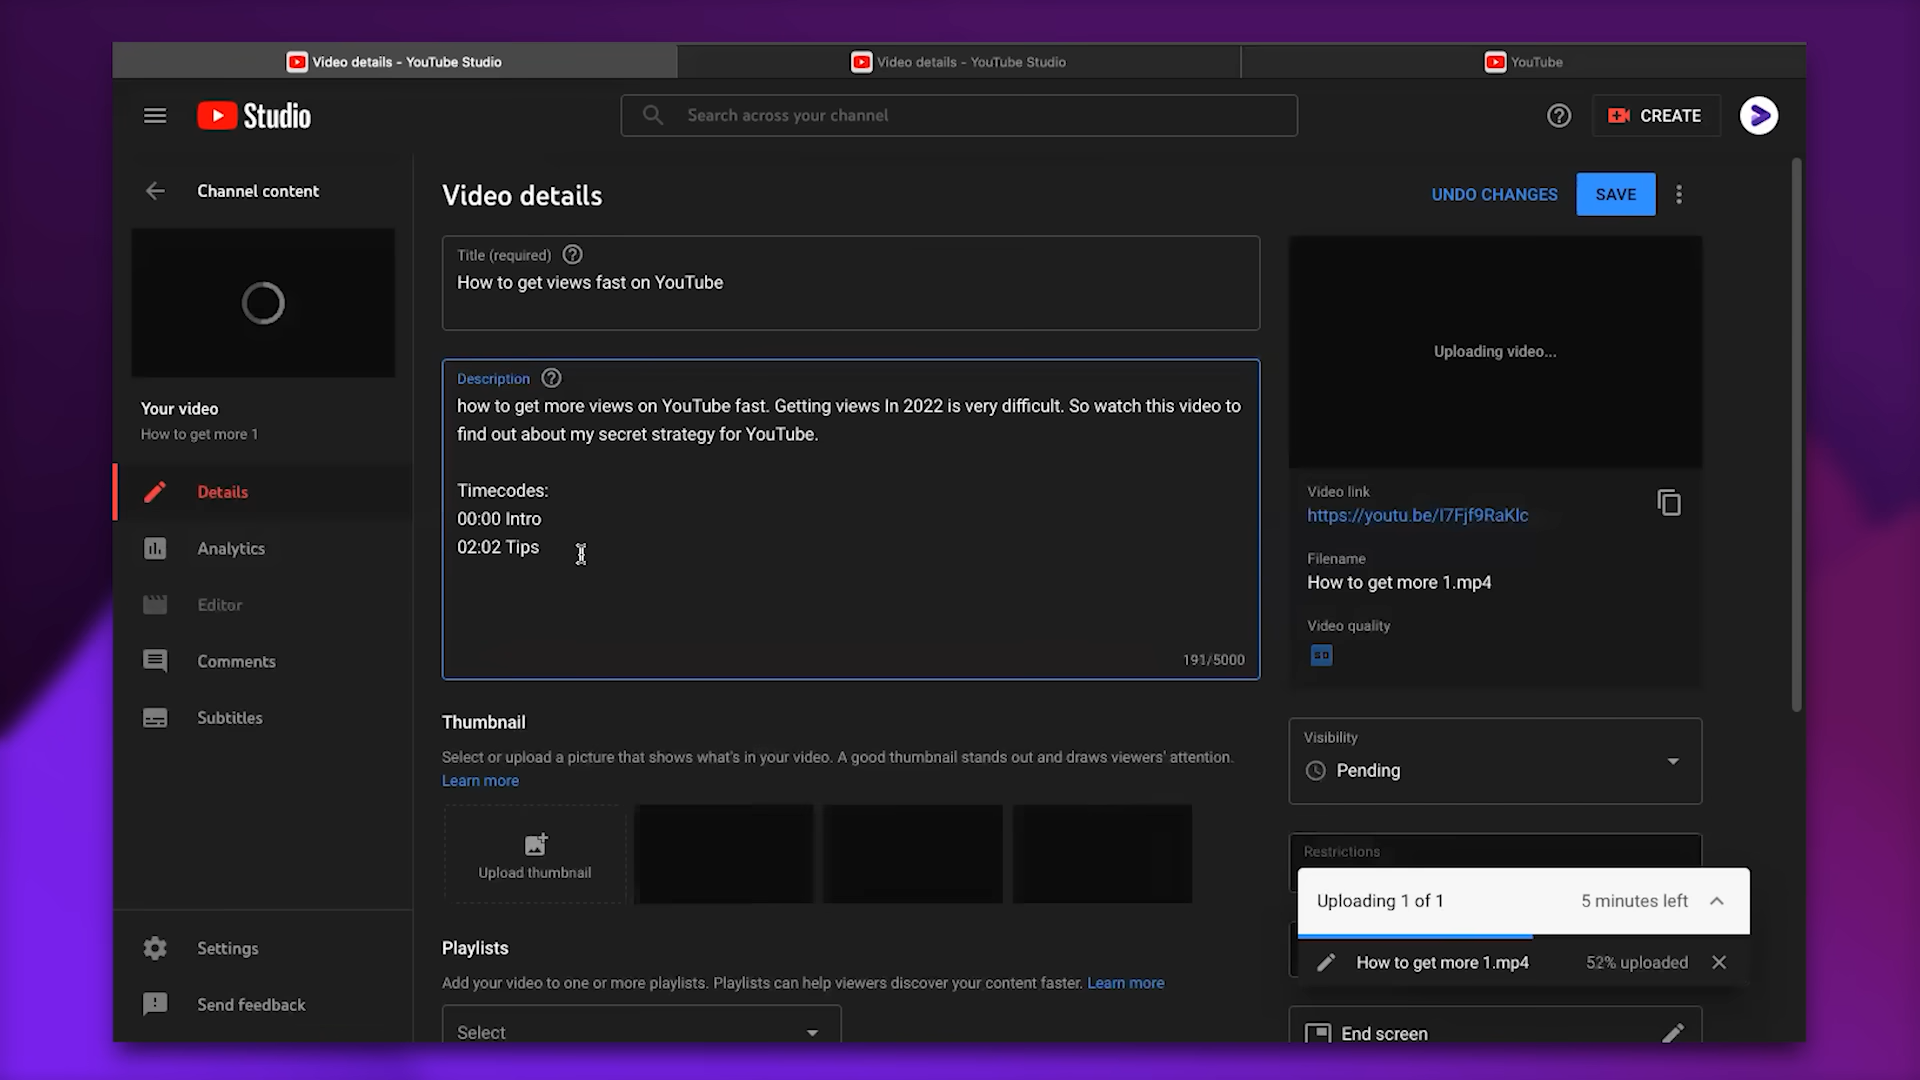 Video details - YouTube Studio
Video details - YouTube Studio
YouTube
Studio
Search across your channel
CREATE
Channel content
Your video
How to get more 1
Details
Analytics
Editor
Comments
Subtitles
Settings
Send feedback
Video details
UNDO CHANGES
SAVE
Title (required)
How to get views fast on YouTube
Description
how to get more views on YouTube fast. Getting views In 2022 is very difficult. So watch this video to
find out about my secret strategy for YouTube.
Timecodes:
00:00 Intro
02:02 Tips
191/5000
Thumbnail
Select or upload a picture that shows what's in your video. A good thumbnail stands out and draws viewers' attention.
Learn more
Upload thumbnail
Playlists
Add your video to one or more playlists. Playlists can help viewers discover your content faster. Learn more
Select
Uploading video...
Video link
https://youtu.be/I7Fjf9RaKlc
Filename
How to get more 1.mp4
Video quality
SD
Visibility
Pending
Restrictions
Uploading 1 of 1
5 minutes left
How to get more 1.mp4
52% uploaded
End screen